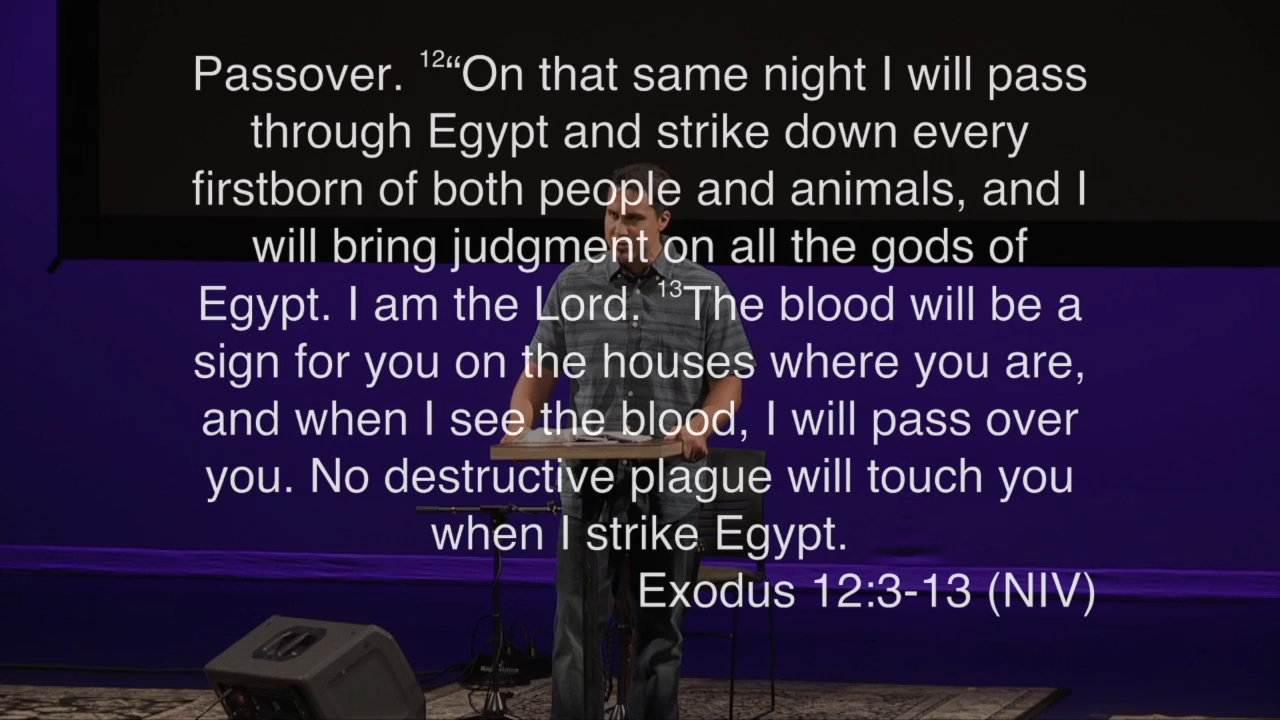 Passover. ¹²“On that same night I will pass
through Egypt and strike down every
firstborn of both people and animals, and I
will bring judgment on all the gods of
Egypt. I am the Lord. ¹³The blood will be a
sign for you on the houses where you are,
and when I see the blood, I will pass over
you. No destructive plague will touch you
when I strike Egypt.
Exodus 12:3-13 (NIV)